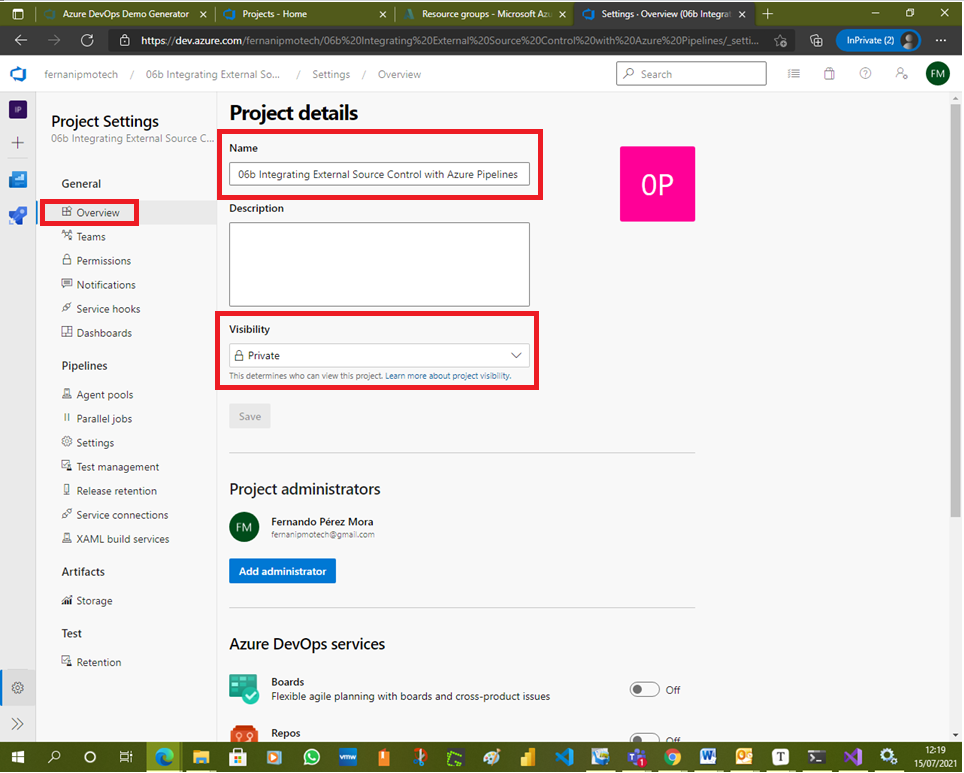 Azure DevOps Demo Generator
Projects - Home
Resource groups - Microsoft Azu
Settings · Overview (06b Integrat
https://dev.azure.com/fernanipmotech/06b%20Integrating%20External%20Source%20Control%20with%20Azure%20Pipelines/_setti...
InPrivate (2)
fernanipmotech / 06b Integrating External So... / Settings / Overview
Search
FM
IP
Project Settings
06b Integrating External Source C...
General
Overview
Teams
Permissions
Notifications
Service hooks
Dashboards
Pipelines
Agent pools
Parallel jobs
Settings
Test management
Release retention
Service connections
XAML build services
Artifacts
Storage
Test
Retention
Project details
Name
06b Integrating External Source Control with Azure Pipelines
0P
Description
Visibility
Private
This determines who can view this project. Learn more about project visibility.
Save
Project administrators
FM
Fernando Pérez Mora
fernanipmotech@gmail.com
Add administrator
Azure DevOps services
Boards
Flexible agile planning with boards and cross-product issues
Off
Repos
Off
vmw
T
12:19
15/07/2021